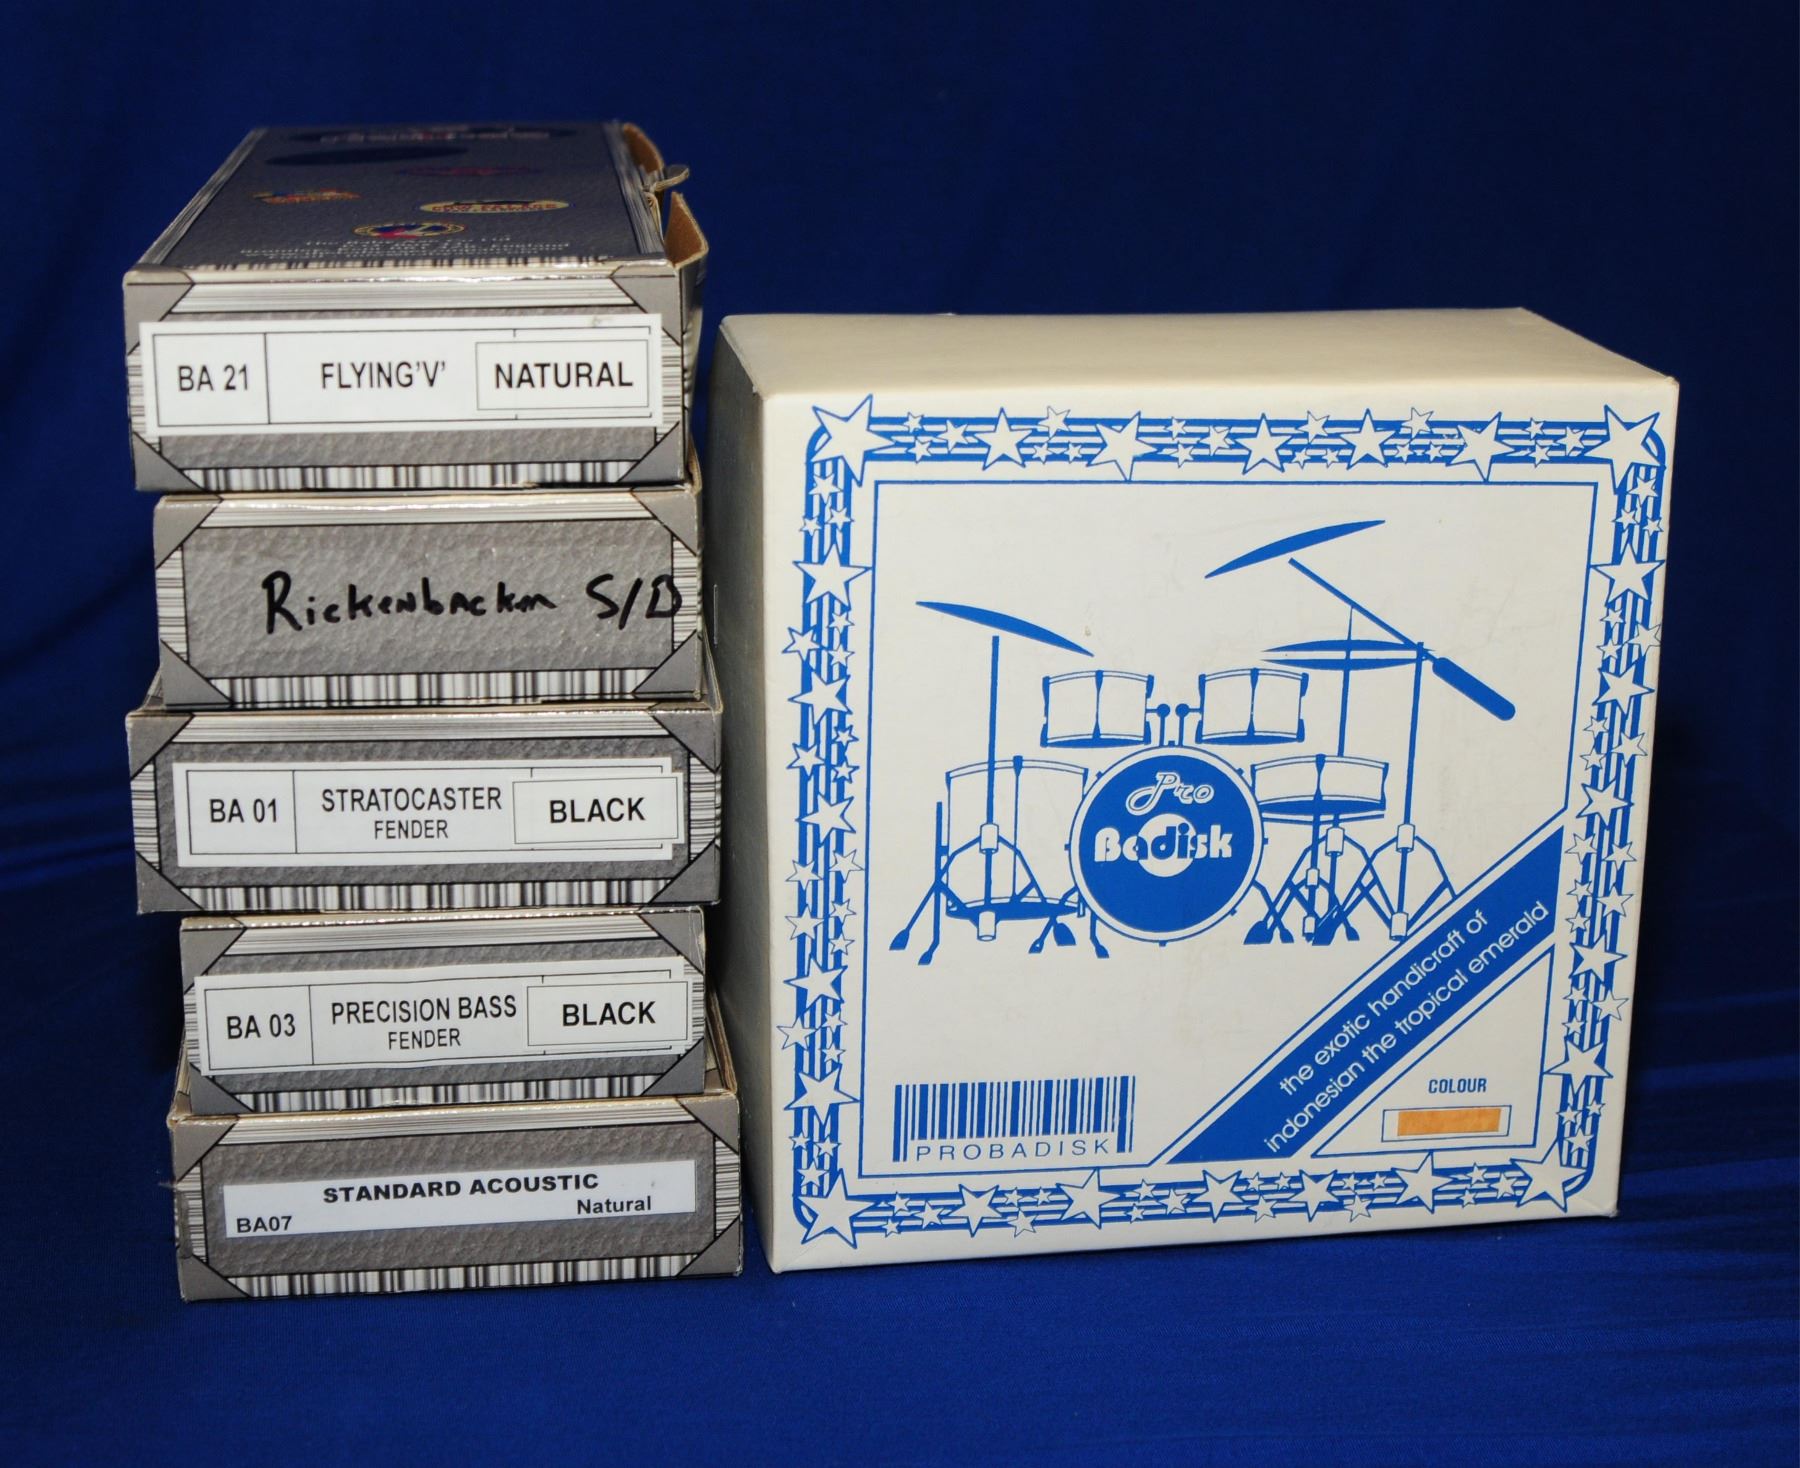 BA 21
FLYING'V'
NATURAL
Rickenbacker S/B
BA 01
STRATOCASTER
FENDER
BLACK
BA 03
PRECISION BASS
FENDER
BLACK
STANDARD ACOUSTIC
Natural
BA07
Pro
Badisk
the exotic handicraft of
indonesian the tropical emerald
COLOUR
PROBADISK